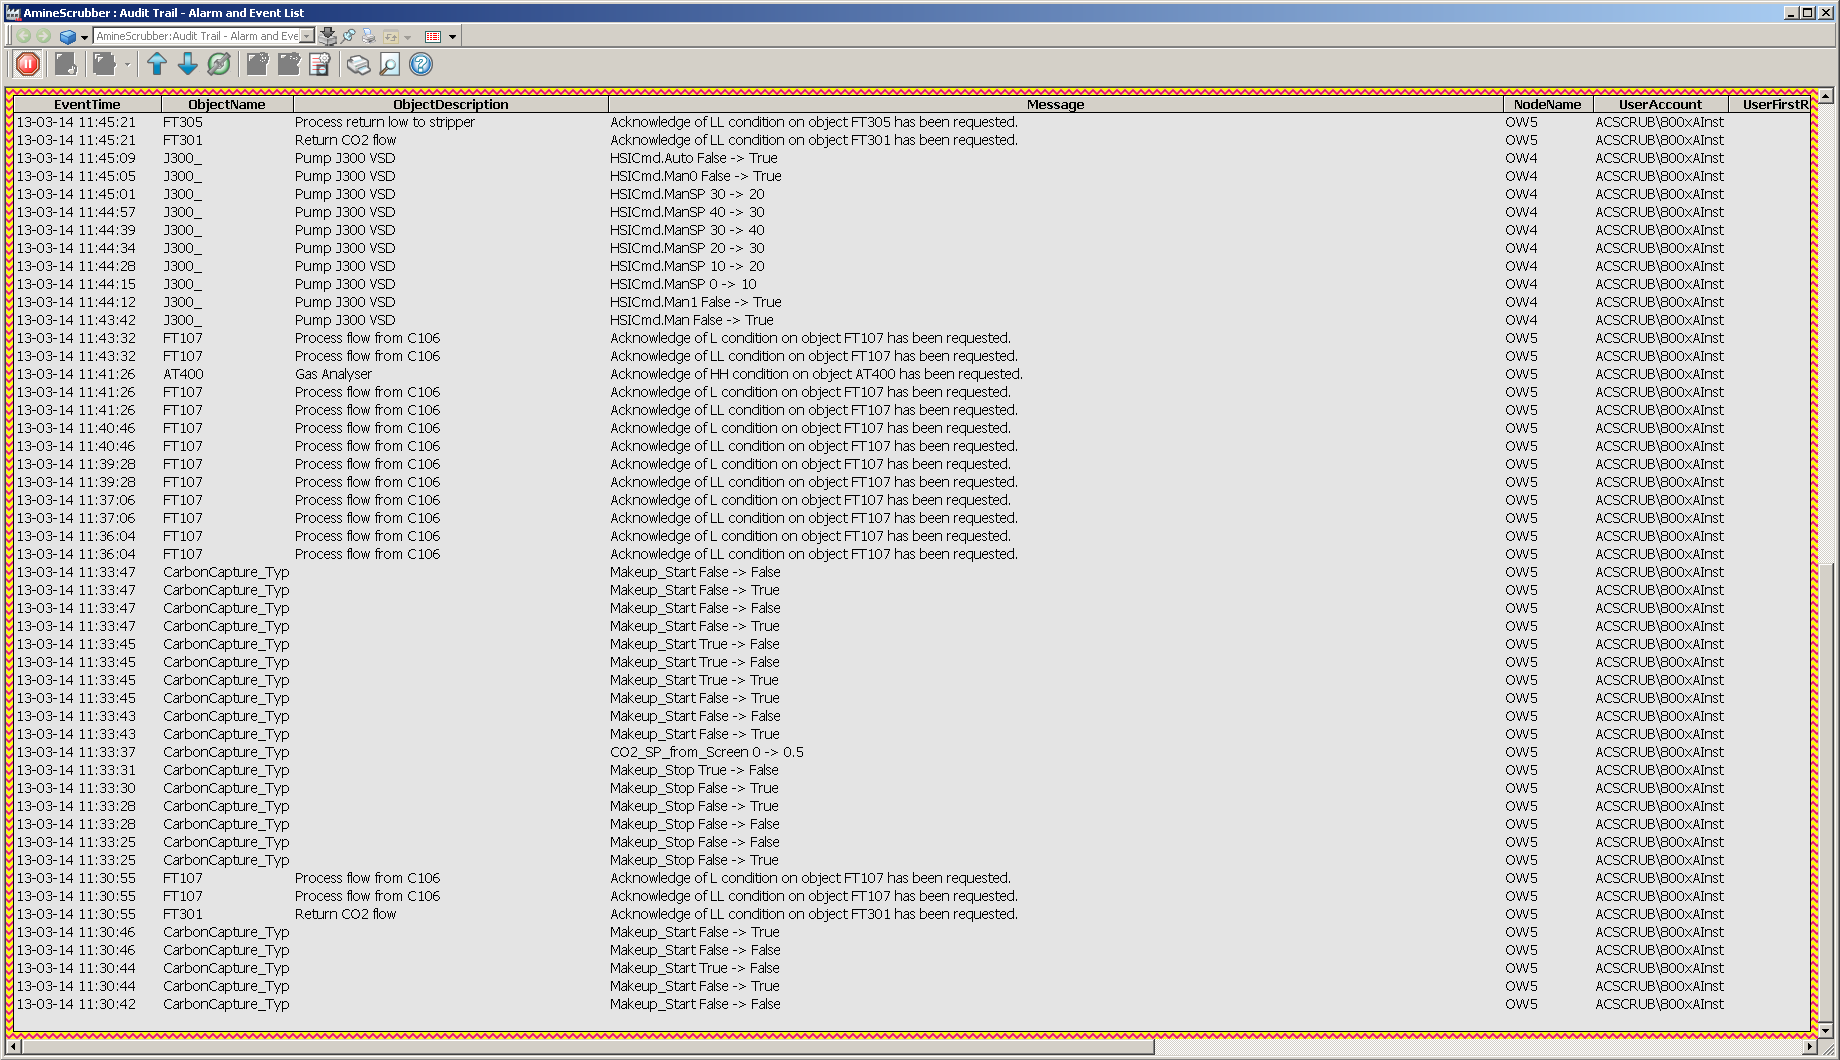 AmineScrubber : Audit Trail - Alarm and Event List
AmineScrubber:Audit Trail - Alarm and Eve
EventTime ObjectName ObjectDescription Message NodeName UserAccount UserFirstR
13-03-14 11:45:21 FT305 Process return low to stripper Acknowledge of LL condition on object FT305 has been requested. OW5 ACSCRUB\800xAInst
13-03-14 11:45:21 FT301 Return CO2 flow Acknowledge of LL condition on object FT301 has been requested. OW5 ACSCRUB\800xAInst
13-03-14 11:45:09 J300_ Pump J300 VSD HSICmd.Auto False -> True OW4 ACSCRUB\800xAInst
13-03-14 11:45:05 J300_ Pump J300 VSD HSICmd.Man0 False -> True OW4 ACSCRUB\800xAInst
13-03-14 11:45:01 J300_ Pump J300 VSD HSICmd.ManSP 30 -> 20 OW4 ACSCRUB\800xAInst
13-03-14 11:44:57 J300_ Pump J300 VSD HSICmd.ManSP 40 -> 30 OW4 ACSCRUB\800xAInst
13-03-14 11:44:39 J300_ Pump J300 VSD HSICmd.ManSP 30 -> 40 OW4 ACSCRUB\800xAInst
13-03-14 11:44:34 J300_ Pump J300 VSD HSICmd.ManSP 20 -> 30 OW4 ACSCRUB\800xAInst
13-03-14 11:44:28 J300_ Pump J300 VSD HSICmd.ManSP 10 -> 20 OW4 ACSCRUB\800xAInst
13-03-14 11:44:15 J300_ Pump J300 VSD HSICmd.ManSP 0 -> 10 OW4 ACSCRUB\800xAInst
13-03-14 11:44:12 J300_ Pump J300 VSD HSICmd.Man1 False -> True OW4 ACSCRUB\800xAInst
13-03-14 11:43:42 J300_ Pump J300 VSD HSICmd.Man False -> True OW4 ACSCRUB\800xAInst
13-03-14 11:43:32 FT107 Process flow from C106 Acknowledge of L condition on object FT107 has been requested. OW5 ACSCRUB\800xAInst
13-03-14 11:43:32 FT107 Process flow from C106 Acknowledge of LL condition on object FT107 has been requested. OW5 ACSCRUB\800xAInst
13-03-14 11:41:26 AT400 Gas Analyser Acknowledge of HH condition on object AT400 has been requested. OW5 ACSCRUB\800xAInst
13-03-14 11:41:26 FT107 Process flow from C106 Acknowledge of L condition on object FT107 has been requested. OW5 ACSCRUB\800xAInst
13-03-14 11:41:26 FT107 Process flow from C106 Acknowledge of LL condition on object FT107 has been requested. OW5 ACSCRUB\800xAInst
13-03-14 11:40:46 FT107 Process flow from C106 Acknowledge of L condition on object FT107 has been requested. OW5 ACSCRUB\800xAInst
13-03-14 11:40:46 FT107 Process flow from C106 Acknowledge of LL condition on object FT107 has been requested. OW5 ACSCRUB\800xAInst
13-03-14 11:39:28 FT107 Process flow from C106 Acknowledge of L condition on object FT107 has been requested. OW5 ACSCRUB\800xAInst
13-03-14 11:39:28 FT107 Process flow from C106 Acknowledge of LL condition on object FT107 has been requested. OW5 ACSCRUB\800xAInst
13-03-14 11:37:06 FT107 Process flow from C106 Acknowledge of L condition on object FT107 has been requested. OW5 ACSCRUB\800xAInst
13-03-14 11:37:06 FT107 Process flow from C106 Acknowledge of LL condition on object FT107 has been requested. OW5 ACSCRUB\800xAInst
13-03-14 11:36:04 FT107 Process flow from C106 Acknowledge of L condition on object FT107 has been requested. OW5 ACSCRUB\800xAInst
13-03-14 11:36:04 FT107 Process flow from C106 Acknowledge of LL condition on object FT107 has been requested. OW5 ACSCRUB\800xAInst
13-03-14 11:33:47 CarbonCapture_Typ Makeup_Start False -> False OW5 ACSCRUB\800xAInst
13-03-14 11:33:47 CarbonCapture_Typ Makeup_Start False -> True OW5 ACSCRUB\800xAInst
13-03-14 11:33:47 CarbonCapture_Typ Makeup_Start False -> False OW5 ACSCRUB\800xAInst
13-03-14 11:33:47 CarbonCapture_Typ Makeup_Start False -> True OW5 ACSCRUB\800xAInst
13-03-14 11:33:45 CarbonCapture_Typ Makeup_Start True -> False OW5 ACSCRUB\800xAInst
13-03-14 11:33:45 CarbonCapture_Typ Makeup_Start True -> False OW5 ACSCRUB\800xAInst
13-03-14 11:33:45 CarbonCapture_Typ Makeup_Start True -> True OW5 ACSCRUB\800xAInst
13-03-14 11:33:45 CarbonCapture_Typ Makeup_Start False -> True OW5 ACSCRUB\800xAInst
13-03-14 11:33:43 CarbonCapture_Typ Makeup_Start False -> False OW5 ACSCRUB\800xAInst
13-03-14 11:33:43 CarbonCapture_Typ Makeup_Start False -> True OW5 ACSCRUB\800xAInst
13-03-14 11:33:37 CarbonCapture_Typ CO2_SP_from_Screen 0 -> 0.5 OW5 ACSCRUB\800xAInst
13-03-14 11:33:31 CarbonCapture_Typ Makeup_Stop True -> False OW5 ACSCRUB\800xAInst
13-03-14 11:33:30 CarbonCapture_Typ Makeup_Stop False -> True OW5 ACSCRUB\800xAInst
13-03-14 11:33:28 CarbonCapture_Typ Makeup_Stop False -> True OW5 ACSCRUB\800xAInst
13-03-14 11:33:28 CarbonCapture_Typ Makeup_Stop False -> False OW5 ACSCRUB\800xAInst
13-03-14 11:33:25 CarbonCapture_Typ Makeup_Stop False -> False OW5 ACSCRUB\800xAInst
13-03-14 11:33:25 CarbonCapture_Typ Makeup_Stop False -> True OW5 ACSCRUB\800xAInst
13-03-14 11:30:55 FT107 Process flow from C106 Acknowledge of L condition on object FT107 has been requested. OW5 ACSCRUB\800xAInst
13-03-14 11:30:55 FT107 Process flow from C106 Acknowledge of LL condition on object FT107 has been requested. OW5 ACSCRUB\800xAInst
13-03-14 11:30:55 FT301 Return CO2 flow Acknowledge of LL condition on object FT301 has been requested. OW5 ACSCRUB\800xAInst
13-03-14 11:30:46 CarbonCapture_Typ Makeup_Start False -> True OW5 ACSCRUB\800xAInst
13-03-14 11:30:46 CarbonCapture_Typ Makeup_Start False -> False OW5 ACSCRUB\800xAInst
13-03-14 11:30:44 CarbonCapture_Typ Makeup_Start True -> False OW5 ACSCRUB\800xAInst
13-03-14 11:30:44 CarbonCapture_Typ Makeup_Start False -> True OW5 ACSCRUB\800xAInst
13-03-14 11:30:42 CarbonCapture_Typ Makeup_Start False -> False OW5 ACSCRUB\800xAInst